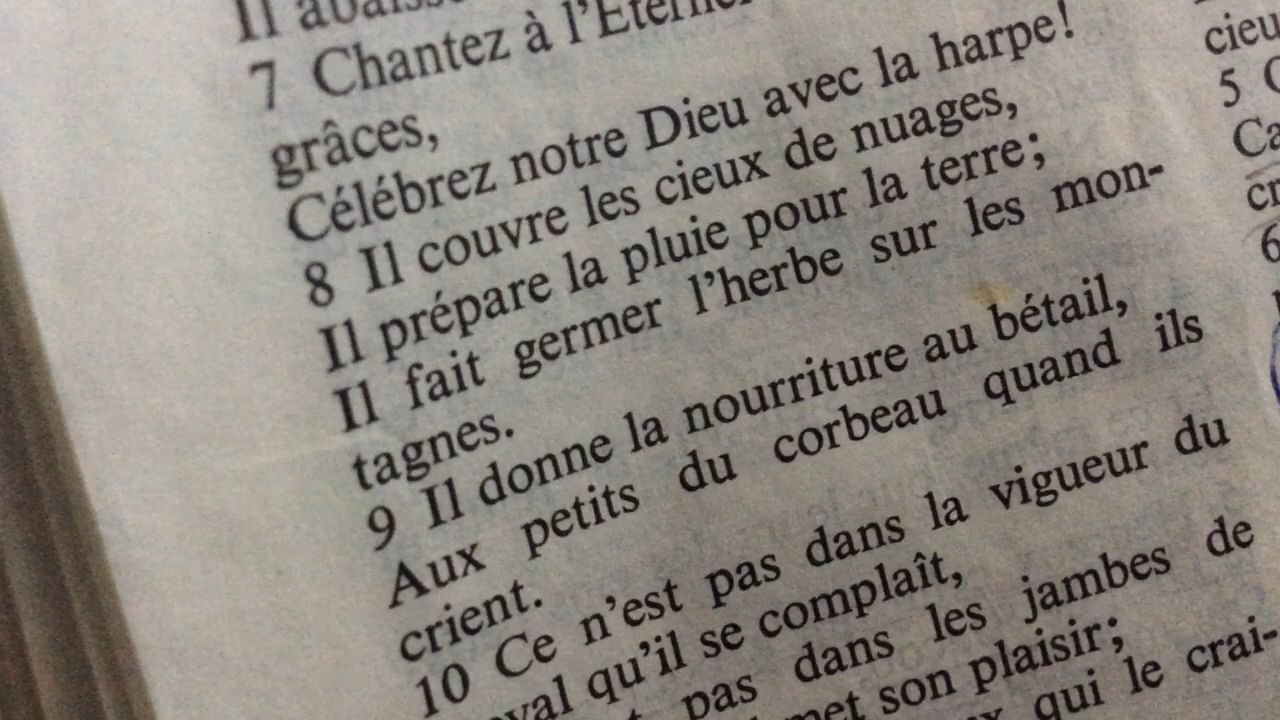 Il
7 Chantez à l'Éternel
grâces,
Célébrez notre Dieu avec la harpe!
8 Il couvre les cieux de nuages,
Il prépare la pluie pour la terre;
Il fait germer l'herbe sur les mon-
tagnes.
9 Il donne la nourriture au bétail,
Aux petits du corbeau quand ils
crient.
10 Ce n'est pas dans la vigueur du
qu'il se complaît,
pas dans les jambes de
met son plaisir;
qui le crai-
5
6